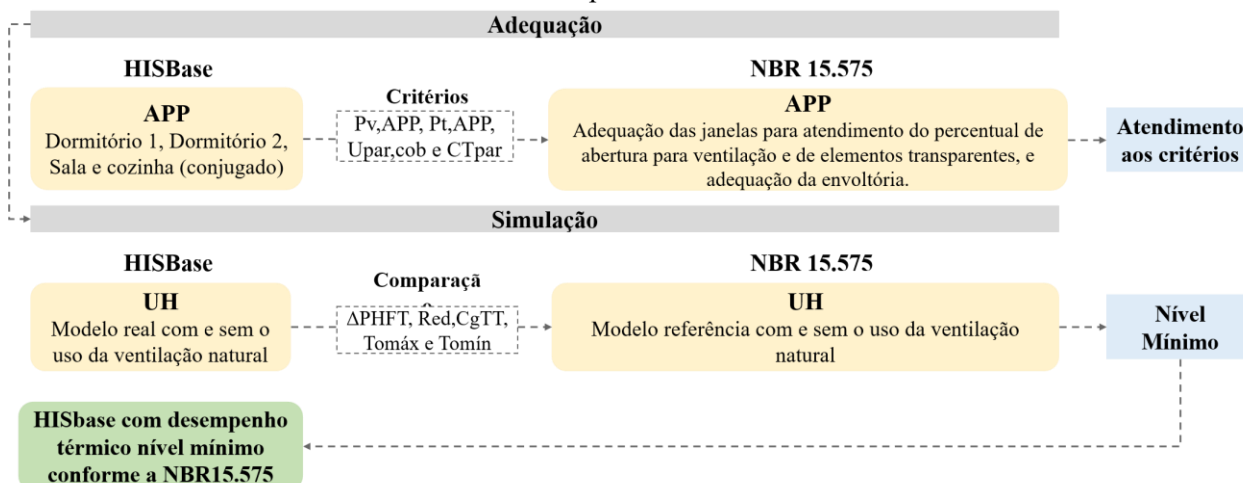 Adequação
HISBase
NBR 15.575
APP
Dormitório 1, Dormitório 2,
Sala e cozinha (conjugado)
Critérios
Pv,APP, Pt,APP,
Upar,cob e CTpar
APP
Adequação das janelas para atendimento do percentual de
abertura para ventilação e de elementos transparentes, e
adequação da envoltória.
Atendimento
aos critérios
Simulação
HISBase
NBR 15.575
UH
Modelo real com e sem o
uso da ventilação natural
Comparaçã
ΔPHFT, Red,CgTT,
Tomáx e Tomín
UH
Modelo referência com e sem o uso da ventilação
natural
Nível
Mínimo
HISbase com desempenho
térmico nível mínimo
conforme a NBR15.575